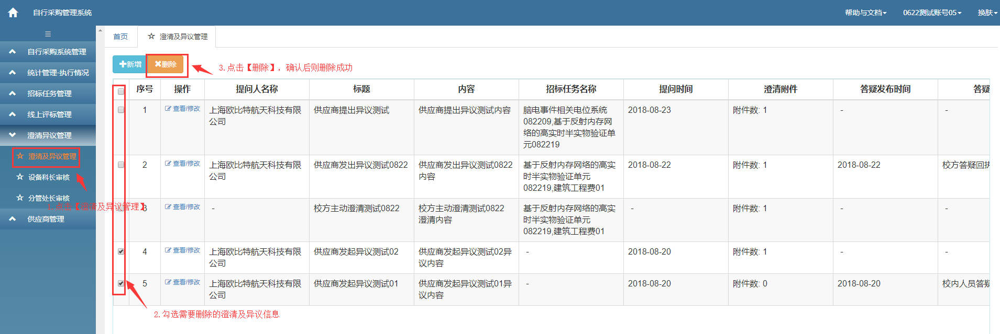 自行采购管理系统
帮助与文档
0622测试账号05
换肤
自行采购系统管理
统计管理-执行情况
招标任务管理
线上评标管理
澄清异议管理
澄清及异议管理
设备科长审核
分管处长审核
供应商管理
1.点击【澄清及异议管理】
首页
澄清及异议管理
新增
删除
3.点击【删除】，确认后则删除成功
序号 操作 提问人名称 标题 内容 招标任务名称 提问时间 澄清附件 答疑发布时间 答疑
1 查看/修改 上海欧比特航天科技有限 供应商提出异议测试 供应商提出异议测试内容 脑电事件相关电位系统 2018-08-23 附件数: 1 - -
公司 082209,基于反射内存网
络的高实时半实物验证单
元082219
2 查看/修改 上海欧比特航天科技有限 供应商发出异议测试0822 供应商发出异议测试0822 基于反射内存网络的高实 2018-08-22 附件数: 1 2018-08-22 校方答疑回执
公司 内容 时半实物验证单元
082219,建筑工程费01
3 查看/修改 - 校方主动澄清测试0822 校方主动澄清测试0822 基于反射内存网络的高实 - 附件数: 1 - -
澄清内容 时半实物验证单元
082219,建筑工程费01
4 查看/修改 上海欧比特航天科技有限 供应商发起异议测试02 供应商发起异议测试02异 - 2018-08-20 附件数: 1 - -
公司 议内容
5 查看/修改 上海欧比特航天科技有限 供应商发起异议测试01 供应商发起异议测试01异 - 2018-08-20 附件数: 0 2018-08-20 校内人员答疑
公司 议内容
2.勾选需要删除的澄清及异议信息